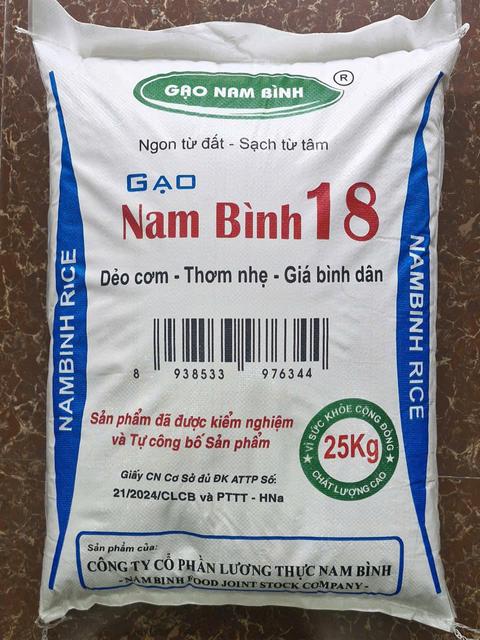 GẠO NAM BÌNH ®
Ngon từ đất - Sạch từ tâm
GẠO
Nam Bình 18
Dẻo cơm - Thơm nhẹ - Giá bình dân
NAMBINH RICE
NAMBINH RICE
8 938533 976344
Sản phẩm đã được kiểm nghiệm
và Tự công bố Sản phẩm
VÌ SỨC KHỎE CỘNG ĐỒNG
25Kg
CHẤT LƯỢNG CAO
Giấy CN Cơ Sở đủ ĐK ATTP Số:
21/2024/CLCB và PTTT - HNa
Sản phẩm của:
CÔNG TY CỔ PHẦN LƯƠNG THỰC NAM BÌNH
- NAM BINH FOOD JOINT STOCK COMPANY -